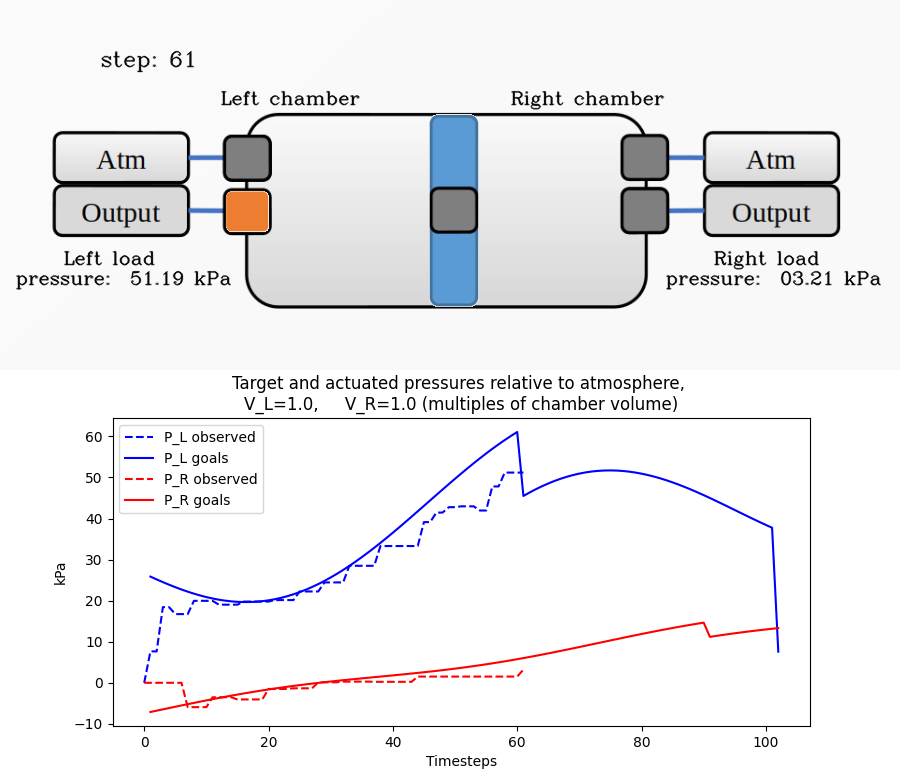 step: 61
Left chamber
Right chamber
Atm
Atm
Output
Output
Left load
pressure: 51.19 kPa
Right load
pressure: 03.21 kPa
Target and actuated pressures relative to atmosphere,
V_L=1.0, V_R=1.0 (multiples of chamber volume)
P_L observed
P_L goals
P_R observed
P_R goals
kPa
60
50
40
30
20
10
0
−10
0
20
40
60
80
100
Timesteps